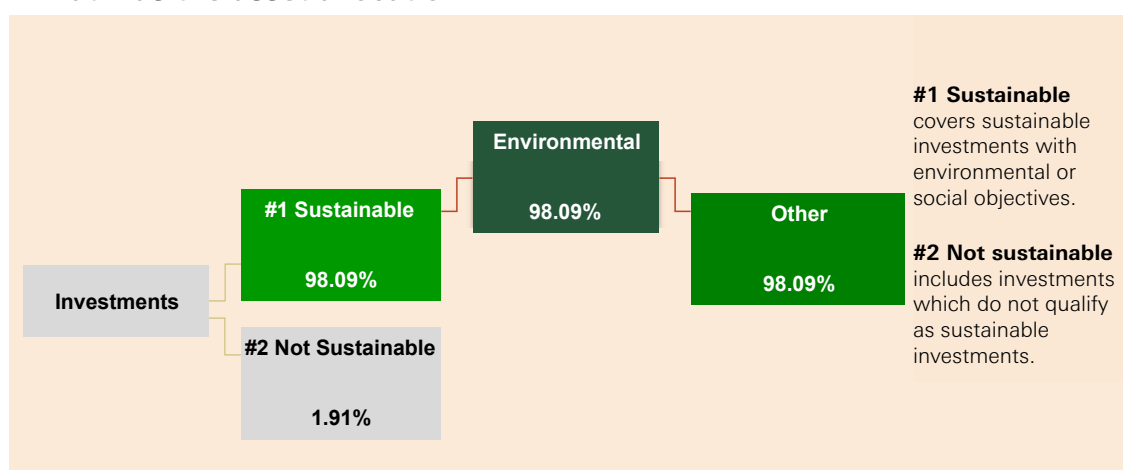 Investments
#1 Sustainable
98.09%
#2 Not Sustainable
1.91%
Environmental
98.09%
Other
98.09%
#1 Sustainable
covers sustainable
investments with
environmental or
social objectives.
#2 Not sustainable
includes investments
which do not qualify
as sustainable
investments.